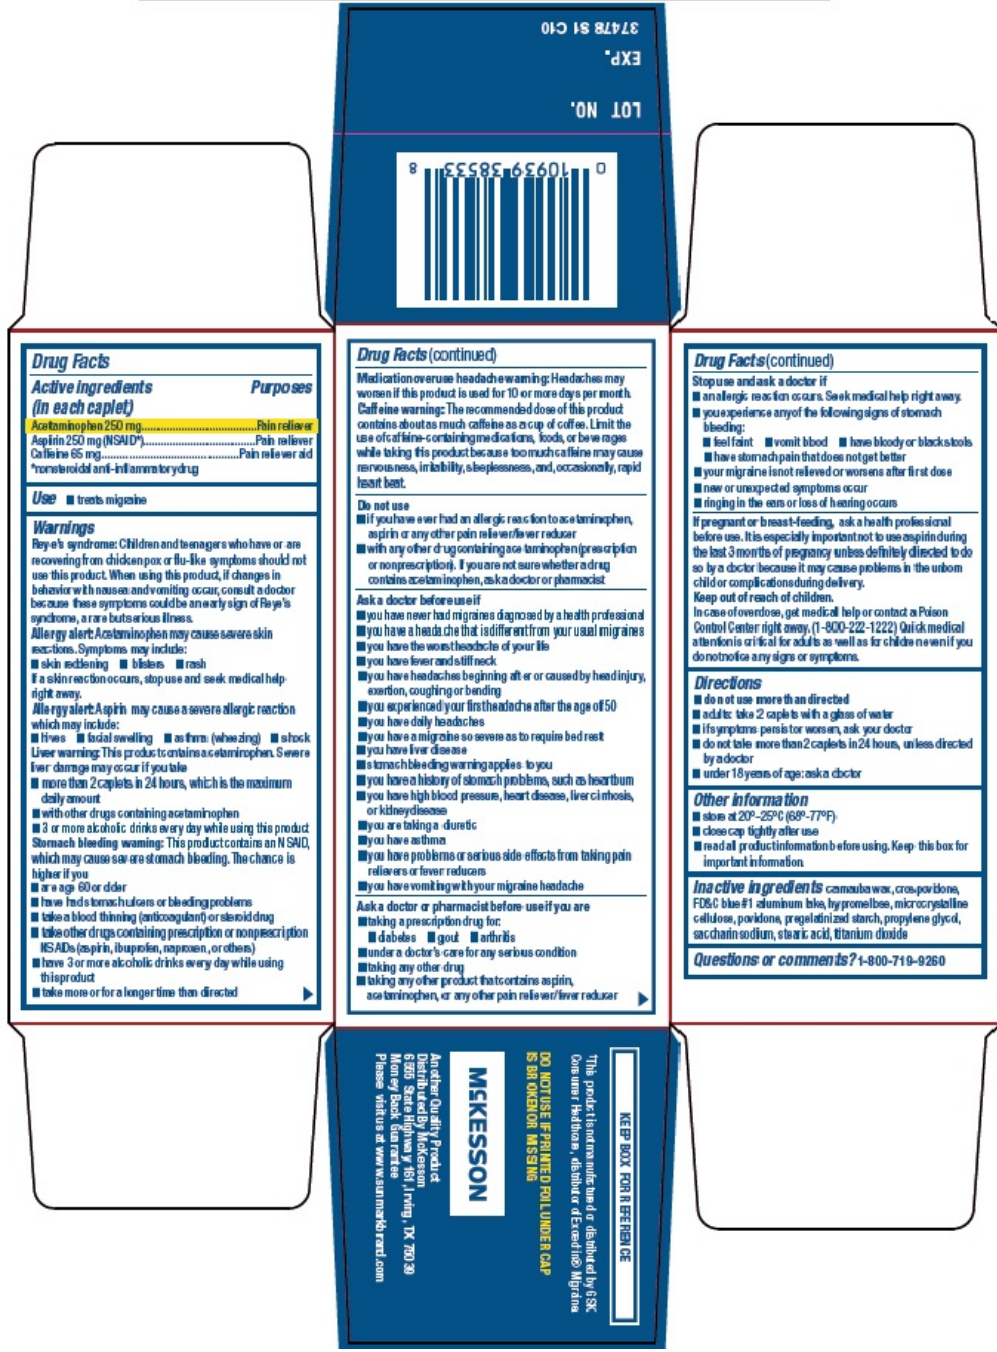 37478 S1 C10
EXP.
LOT NO.
0 10939 38533 8
Drug Facts
Active ingredients Purposes
(in each caplet)
Acetaminophen 250 mg..............................Pain reliever
Aspirin 250 mg (NSAID*)..............................Pain reliever
Caffeine 65 mg..............................Pain reliever aid
*nonsteroidal anti-inflammatory drug
Use ■ treats migraine
Warnings
Reye's syndrome: Children and teenagers who have or are
recovering from chicken pox or flu-like symptoms should not
use this product. When using this product, if changes in
behavior with nausea and vomiting occur, consult a doctor
because these symptoms could be an early sign of Reye's
syndrome, a rare but serious illness.
Allergy alert: Acetaminophen may cause severe skin
reactions. Symptoms may include:
■ skin reddening ■ blisters ■ rash
If a skin reaction occurs, stop use and seek medical help
right away.
Allergy alert: Aspirin may cause a severe allergic reaction
which may include:
■ hives ■ facial swelling ■ asthma (wheezing) ■ shock
Liver warning: This product contains acetaminophen. Severe
liver damage may occur if you take
■ more than 2 caplets in 24 hours, which is the maximum
daily amount
■ with other drugs containing acetaminophen
■ 3 or more alcoholic drinks every day while using this product
Stomach bleeding warning: This product contains an NSAID,
which may cause severe stomach bleeding. The chance is
higher if you
■ are age 60 or older
■ have had stomach ulcers or bleeding problems
■ take a blood thinning (anticoagulant) or steroid drug
■ take other drugs containing prescription or nonprescription
NSAIDs (aspirin, ibuprofen, naproxen, or others)
■ have 3 or more alcoholic drinks every day while using
this product
■ take more or for a longer time than directed
Drug Facts (continued)
Medication overuse headache warning: Headaches may
worsen if this product is used for 10 or more days per month.
Caffeine warning: The recommended dose of this product
contains about as much caffeine as a cup of coffee. Limit the
use of caffeine-containing medications, foods, or beverages
while taking this product because too much caffeine may cause
nervousness, irritability, sleeplessness, and, occasionally, rapid
heart beat.
Do not use
■ if you have ever had an allergic reaction to acetaminophen,
aspirin or any other pain reliever/fever reducer
■ with any other drug containing acetaminophen (prescription
or nonprescription). If you are not sure whether a drug
contains acetaminophen, ask a doctor or pharmacist
Ask a doctor before use if
■ you have never had migraines diagnosed by a health professional
■ you have a headache that is different from your usual migraines
■ you have the worst headache of your life
■ you have fever and stiff neck
■ you have headaches beginning after or caused by head injury,
exertion, coughing or bending
■ you experienced your first headache after the age of 50
■ you have daily headaches
■ you have a migraine so severe as to require bed rest
■ you have liver disease
■ stomach bleeding warning applies to you
■ you have a history of stomach problems, such as heartburn
■ you have high blood pressure, heart disease, liver cirrhosis,
or kidney disease
■ you are taking a diuretic
■ you have asthma
■ you have problems or serious side effects from taking pain
relievers or fever reducers
■ you have vomiting with your migraine headache
Ask a doctor or pharmacist before use if you are
■ taking a prescription drug for:
■ diabetes ■ gout ■ arthritis
■ under a doctor's care for any serious condition
■ taking any other drug
■ taking any other product that contains aspirin,
acetaminophen, or any other pain reliever/fever reducer
Drug Facts (continued)
Stop use and ask a doctor if
■ an allergic reaction occurs. Seek medical help right away.
■ you experience any of the following signs of stomach
bleeding:
■ feel faint ■ vomit blood ■ have bloody or black stools
■ have stomach pain that does not get better
■ your migraine is not relieved or worsens after first dose
■ new or unexpected symptoms occur
■ ringing in the ears or loss of hearing occurs
If pregnant or breast-feeding, ask a health professional
before use. It is especially important not to use aspirin during
the last 3 months of pregnancy unless definitely directed to do
so by a doctor because it may cause problems in the unborn
child or complications during delivery.
Keep out of reach of children.
In case of overdose, get medical help or contact a Poison
Control Center right away. (1-800-222-1222) Quick medical
attention is critical for adults as well as for children even if you
do not notice any signs or symptoms.
Directions
■ do not use more than directed
■ adults: take 2 caplets with a glass of water
■ if symptoms persist or worsen, ask your doctor
■ do not take more than 2 caplets in 24 hours, unless directed
by a doctor
■ under 18 years of age: ask a doctor
Other information
■ store at 20º-25ºC (68º-77ºF)
■ close cap tightly after use
■ read all product information before using. Keep this box for
important information.
Inactive ingredients carnauba wax, crospovidone,
FD&C blue #1 aluminum lake, hypromellose, microcrystalline
cellulose, povidone, pregelatinized starch, propylene glycol,
saccharin sodium, stearic acid, titanium dioxide
Questions or comments? 1-800-719-9260
KEEP BOX FOR REFERENCE
†This product is not manufactured or distributed by GSK
Consumer Healthcare, distributor of Excedrin® Migraine.
DO NOT USE IF PRINTED FOIL UNDER CAP
IS BROKEN OR MISSING
MCKESSON
Another Quality Product
Distributed By McKesson
6555 State Highway 161, Irving, TX 75039
Money Back Guarantee
Please visit us at www.sunmarkbrand.com